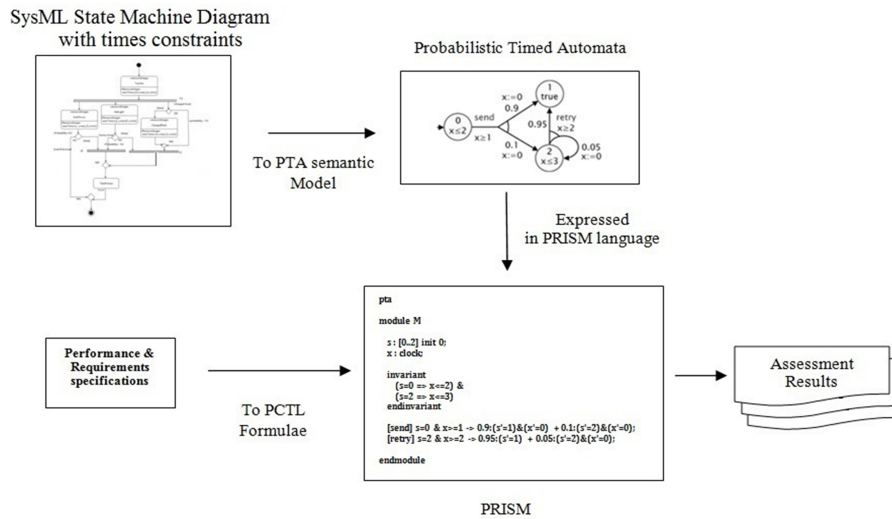 SysML State Machine Diagram
with times constraints
Probabilistic Timed Automata
0
x≤2
send
x≥1
x:=0
0.9
0.1
x:=0
1
true
0.95
retry
x≥2
2
x≤3
0.05
x:=0
To PTA semantic
Model
Expressed
in PRISM language
pta
module M
s : [0..2] init 0;
x : clock;
invariant
(s=0 => x<=2) &
(s=2 => x<=3)
endinvariant
[send] s=0 & x>=1 -> 0.9:(s'=1)&(x'=0) + 0.1:(s'=2)&(x'=0);
[retry] s=2 & x>=2 -> 0.95:(s'=1) + 0.05:(s'=2)&(x'=0);
endmodule
PRISM
Performance &
Requirements
specifications
To PCTL
Formulae
Assessment
Results